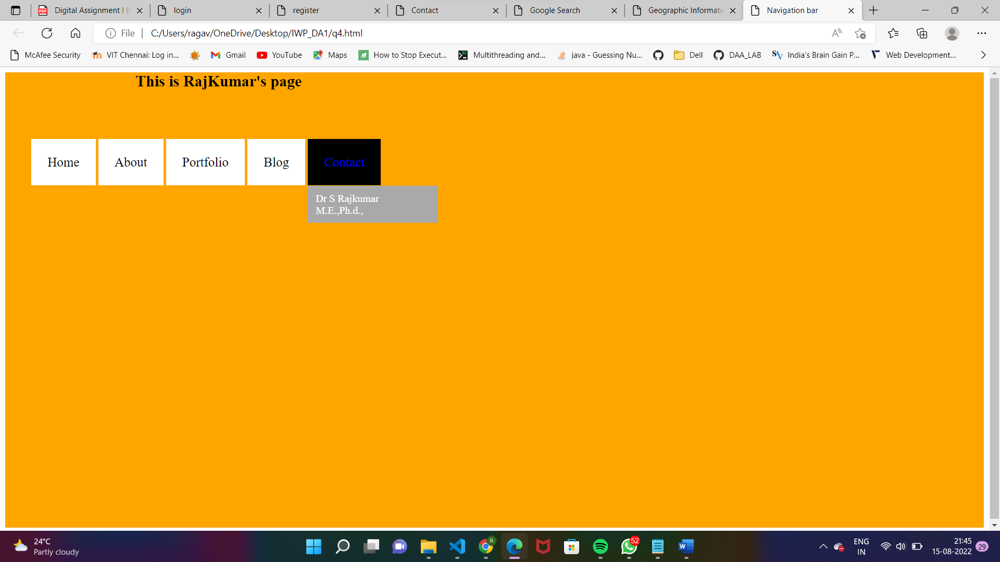 Digital Assignment I (
login
register
Contact
Google Search
Geographic Informati
Navigation bar
File
C:/Users/ragav/OneDrive/Desktop/IWP_DA1/q4.html
McAfee Security
VIT Chennai: Log in...
Gmail
YouTube
Maps
How to Stop Execut...
Multithreading and...
java - Guessing Nu...
Dell
DAA_LAB
India's Brain Gain P...
Web Development...
This is RajKumar's page
Home
About
Portfolio
Blog
Contact
Dr S Rajkumar
M.E.,Ph.d.,
24°C
Partly cloudy
R
52
ENG
IN
21:45
15-08-2022
29